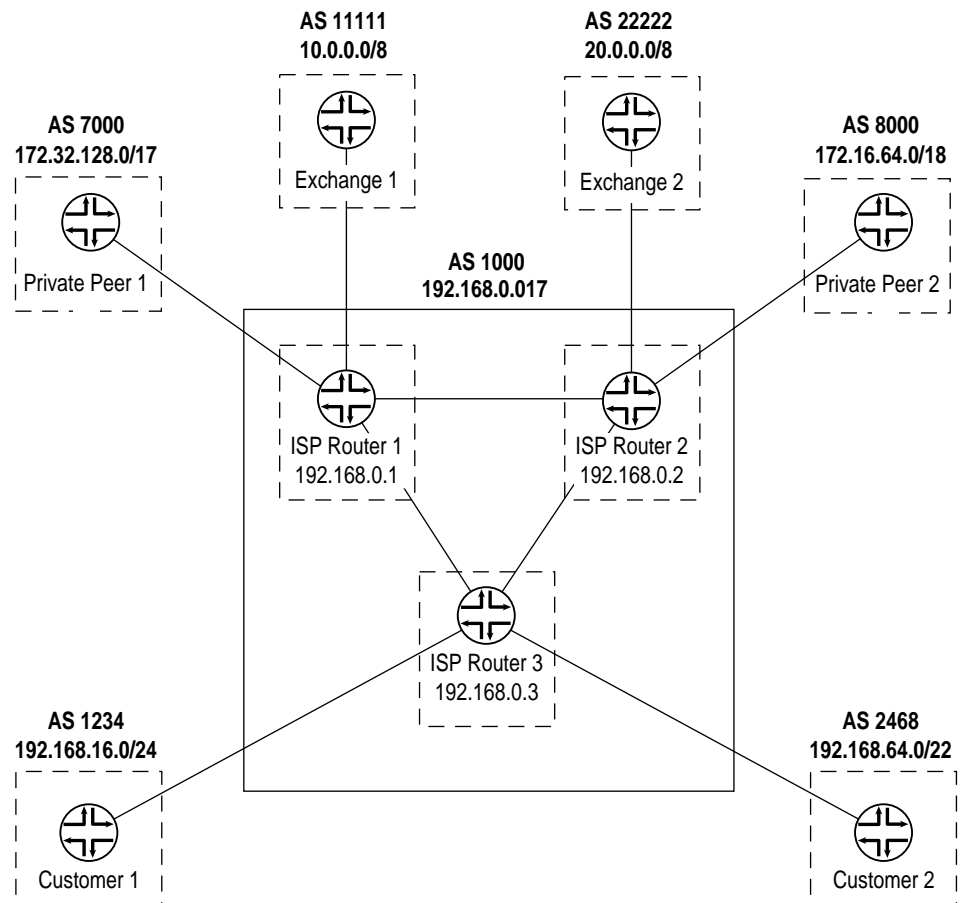 AS 11111
10.0.0.0/8
AS 22222
20.0.0.0/8
AS 7000
172.32.128.0/17
Exchange 1
Exchange 2
AS 8000
172.16.64.0/18
Private Peer 1
AS 1000
192.168.0.017
Private Peer 2
ISP Router 1
192.168.0.1
ISP Router 2
192.168.0.2
ISP Router 3
192.168.0.3
AS 1234
192.168.16.0/24
AS 2468
192.168.64.0/22
Customer 1
Customer 2